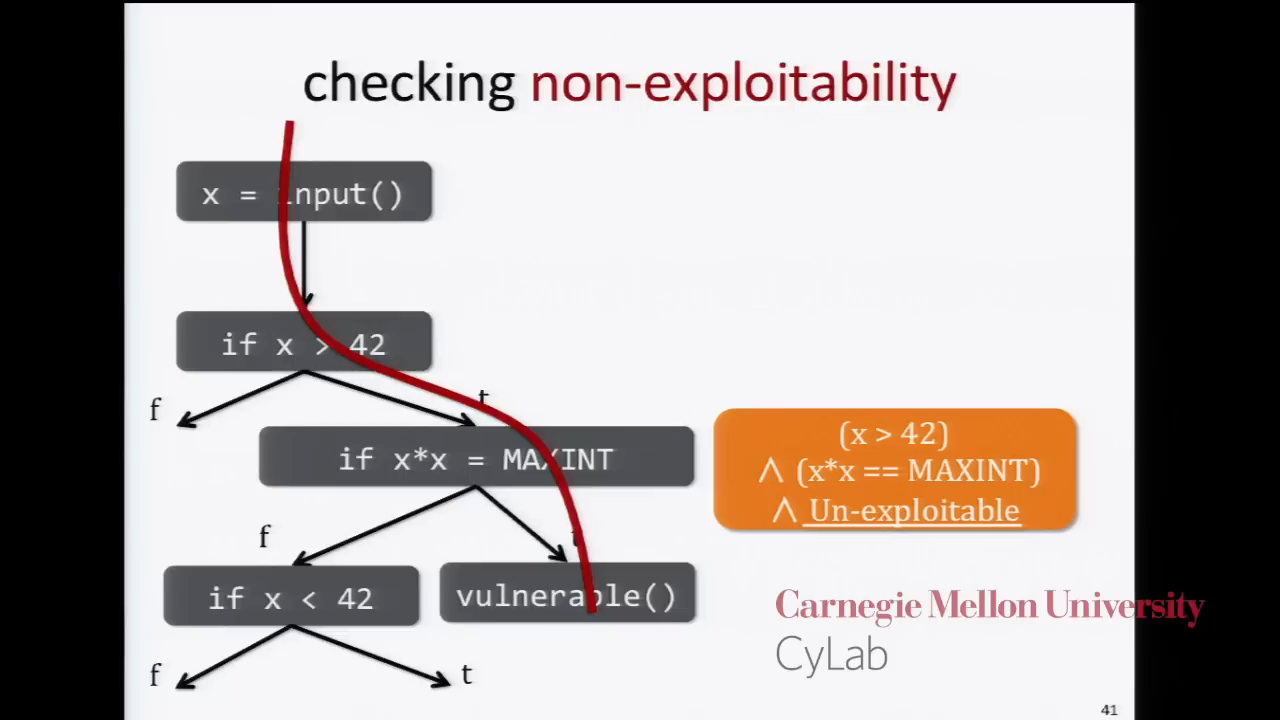 checking non-exploitability
x = input()
if x > 42
f
t
if x*x = MAXINT
(x > 42)
∧ (x*x == MAXINT)
∧ Un-exploitable
f
t
if x < 42
vulnerable()
Carnegie Mellon University
CyLab
f
t
41